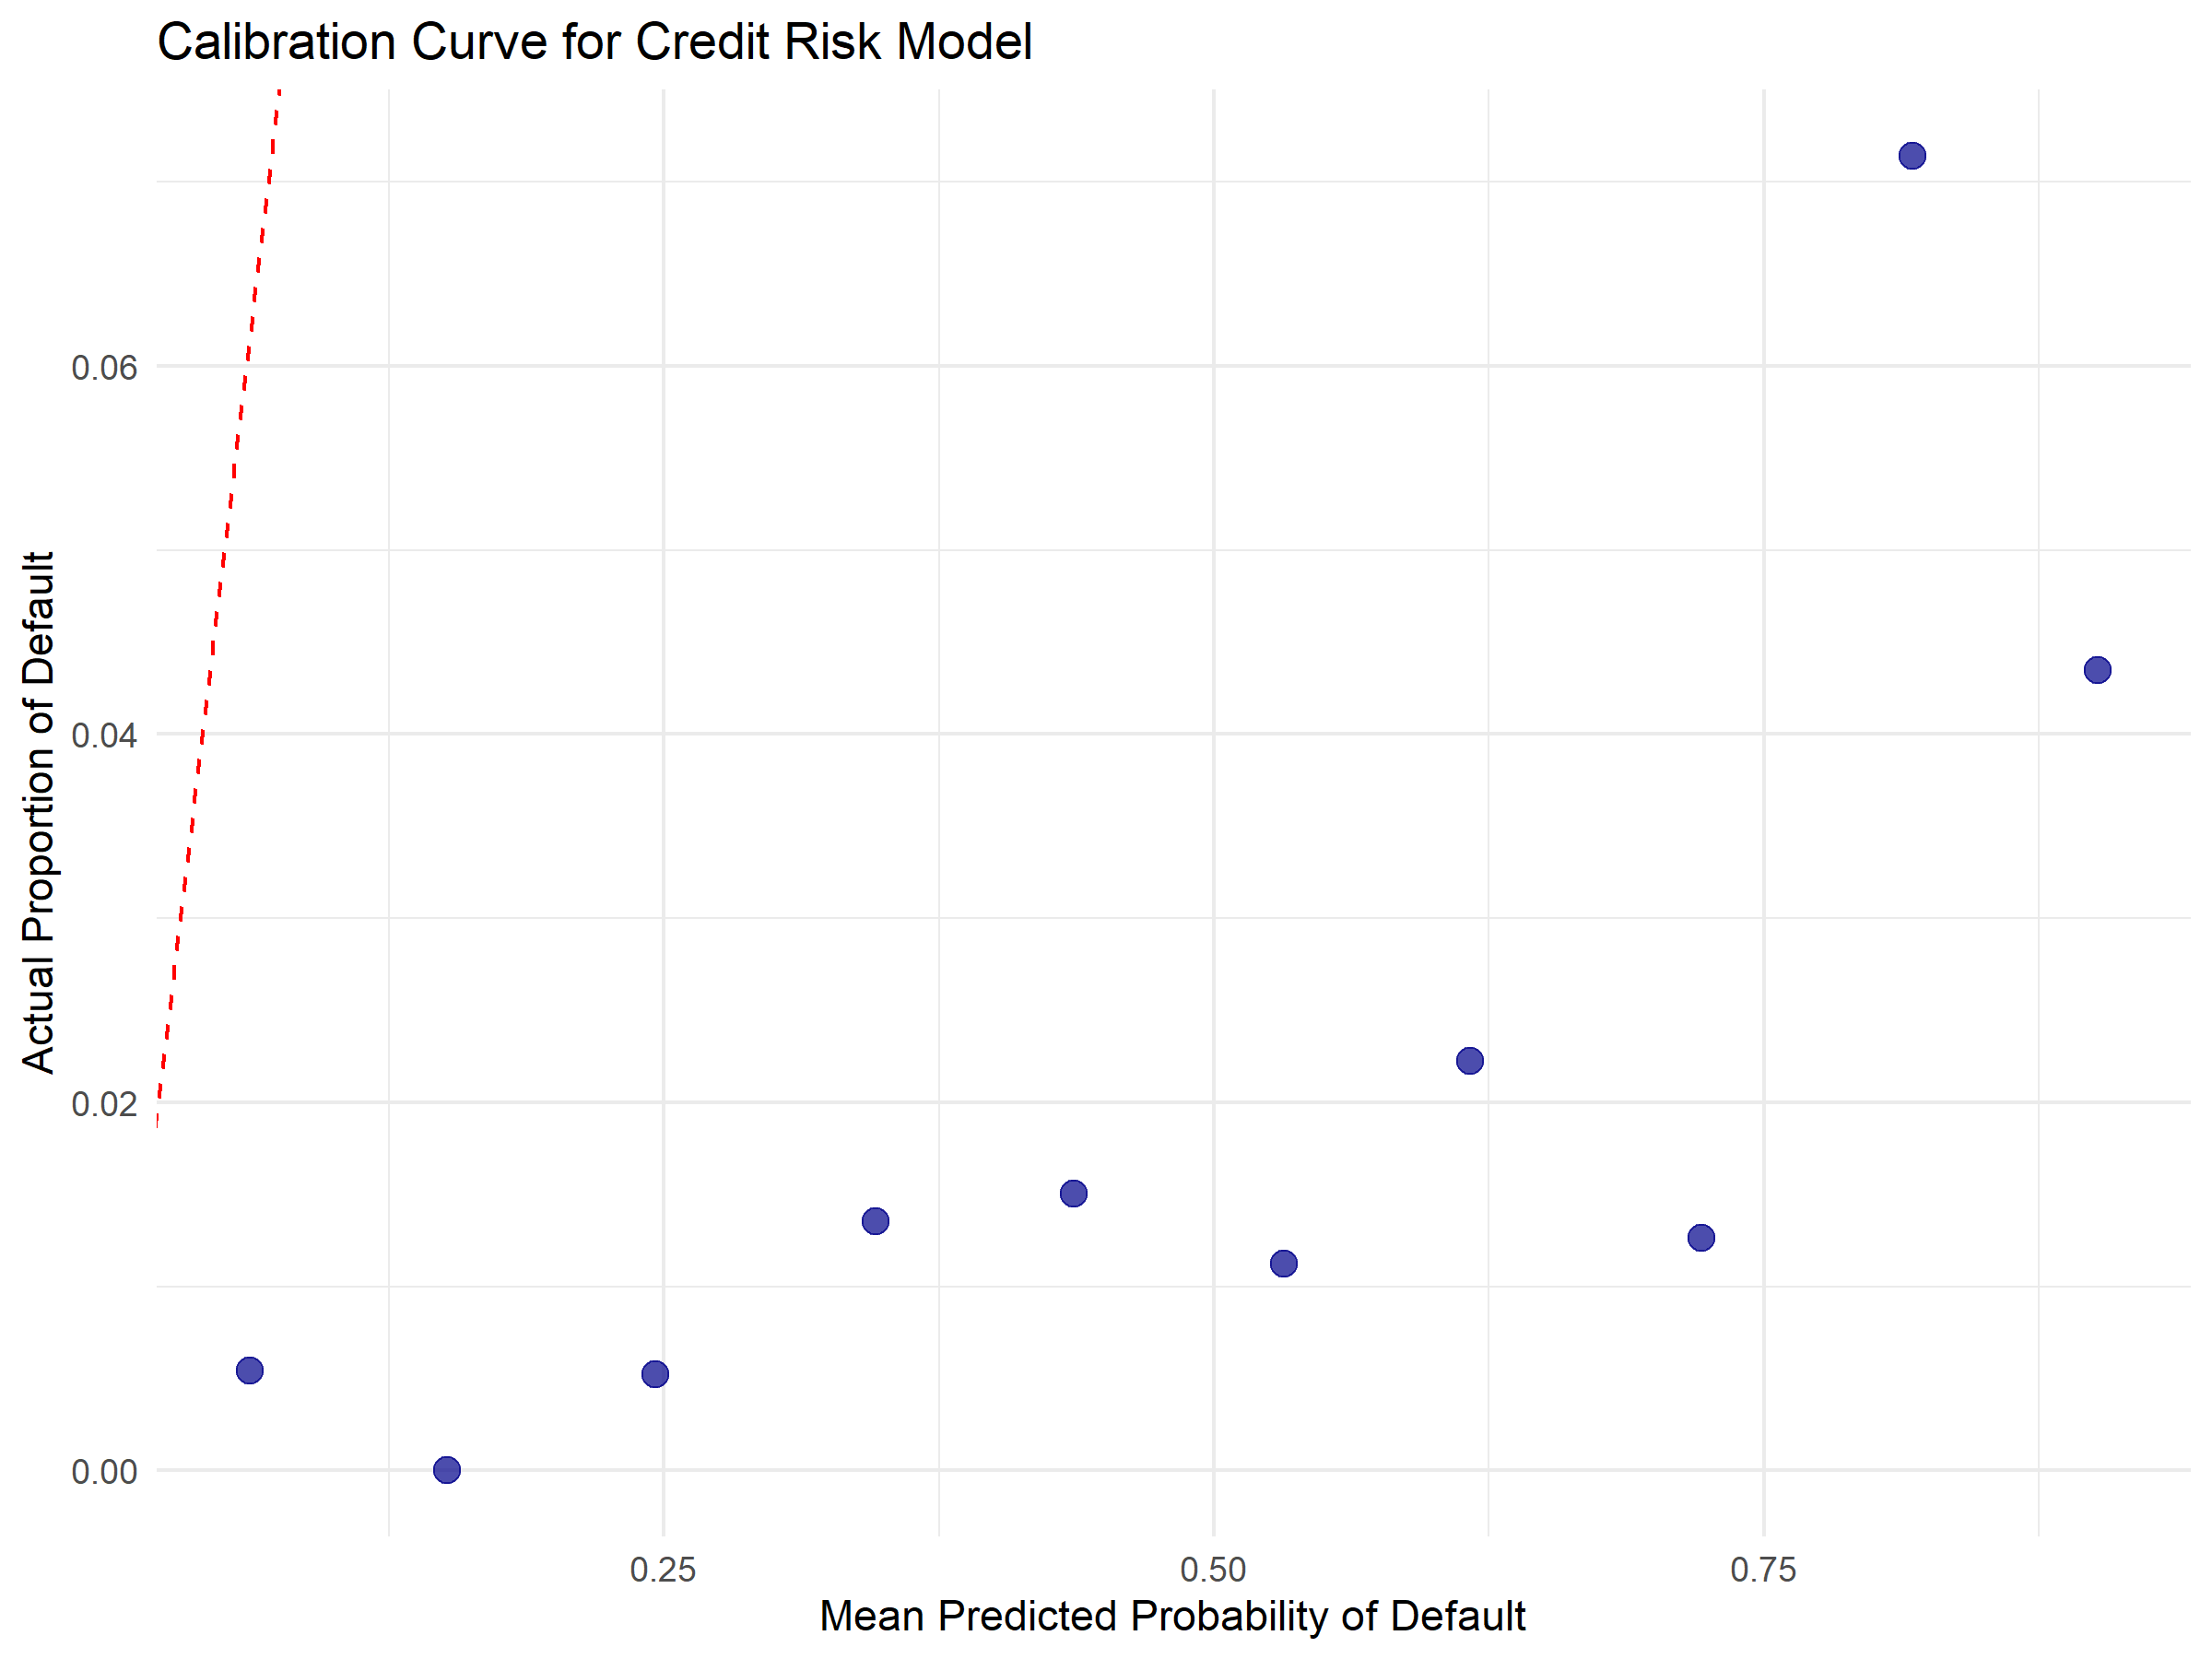 Calibration Curve for Credit Risk Model
Actual Proportion of Default
0.06
0.04
0.02
0.00
0.25
0.50
0.75
Mean Predicted Probability of Default